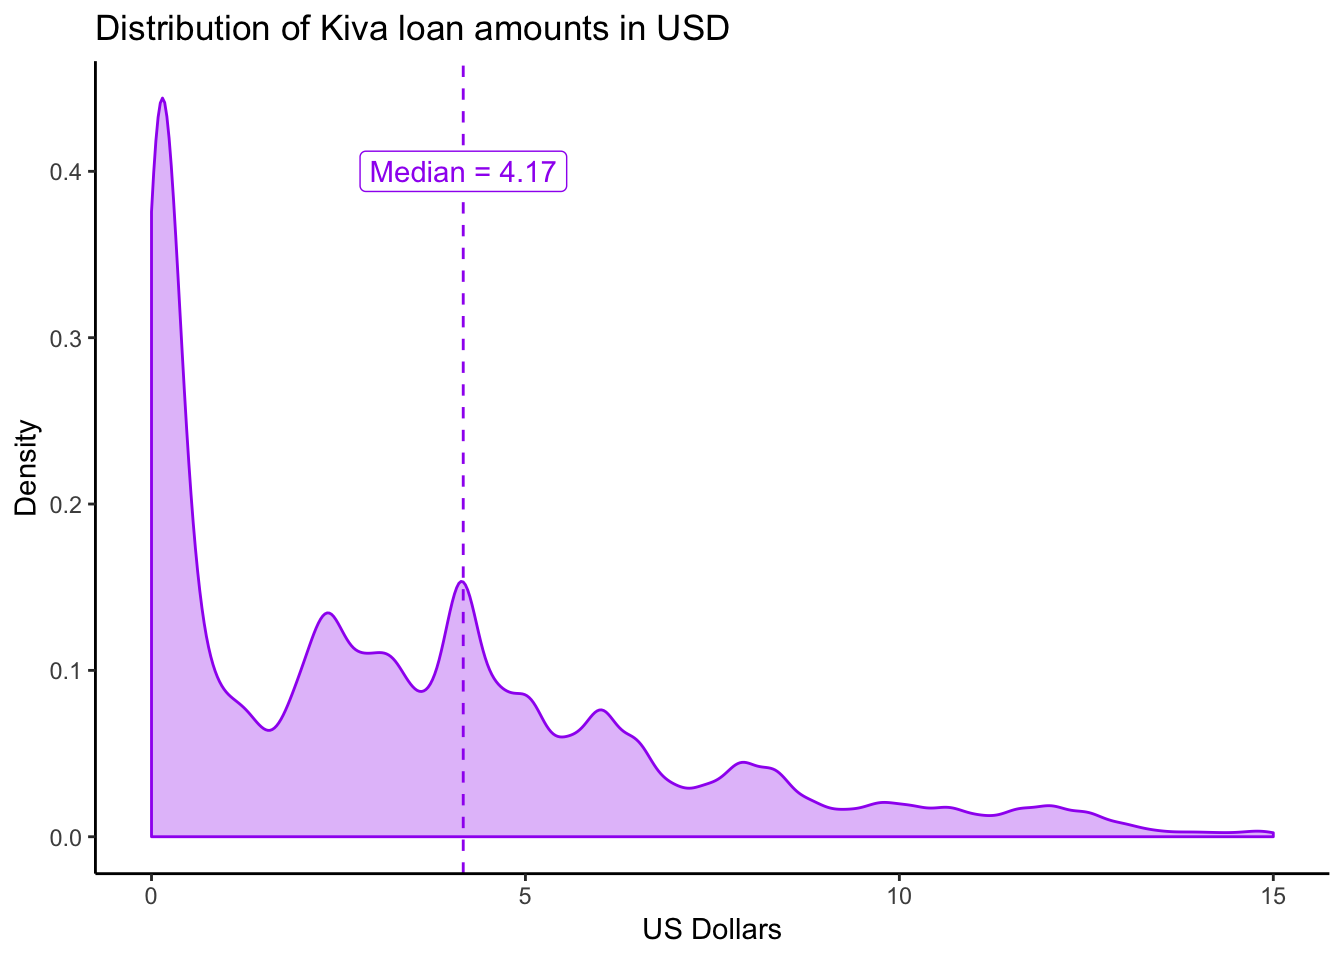 Distribution of Kiva loan amounts in USD
Median = 4.17
0.4
0.3
0.2
0.1
0.0
Density
0
5
10
15
US Dollars